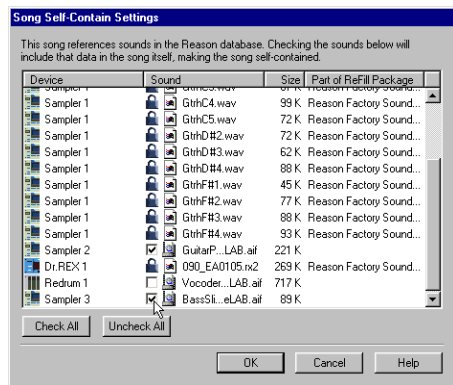 Song Self-Contain Settings
This song references sounds in the Reason database. Checking the sounds below will
include that data in the song itself, making the song self-contained.
Device Sound Size Part of ReFill Package
Sampler 1 GtrhC4.wav 99 K Reason Factory Sound...
Sampler 1 GtrhC5.wav 72 K Reason Factory Sound...
Sampler 1 GtrhD#2.wav 72 K Reason Factory Sound...
Sampler 1 GtrhD#3.wav 62 K Reason Factory Sound...
Sampler 1 GtrhD#4.wav 88 K Reason Factory Sound...
Sampler 1 GtrhF#1.wav 45 K Reason Factory Sound...
Sampler 1 GtrhF#2.wav 77 K Reason Factory Sound...
Sampler 1 GtrhF#3.wav 88 K Reason Factory Sound...
Sampler 1 GtrhF#4.wav 93 K Reason Factory Sound...
Sampler 2 GuitarP...LAB.aif 221 K
Dr.REX 1 090_EA0105.rx2 269 K Reason Factory Sound...
Redrum 1 Vocoder...LAB.aif 717 K
Sampler 3 BassSli...eLAB.aif 89 K
Check All Uncheck All
OK Cancel Help